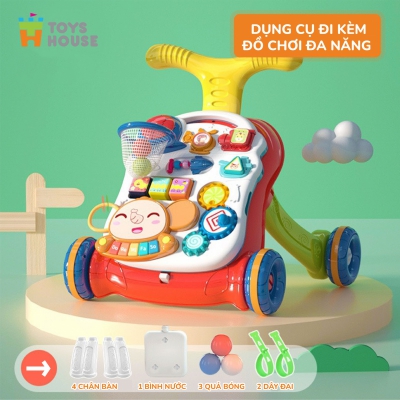 TOYS
HOUSE
DỤNG CỤ ĐI KÈM
ĐỒ CHƠI ĐA NĂNG
4 CHÂN BÀN
1 BÌNH NƯỚC
3 QUẢ BÓNG
2 DÂY ĐAI